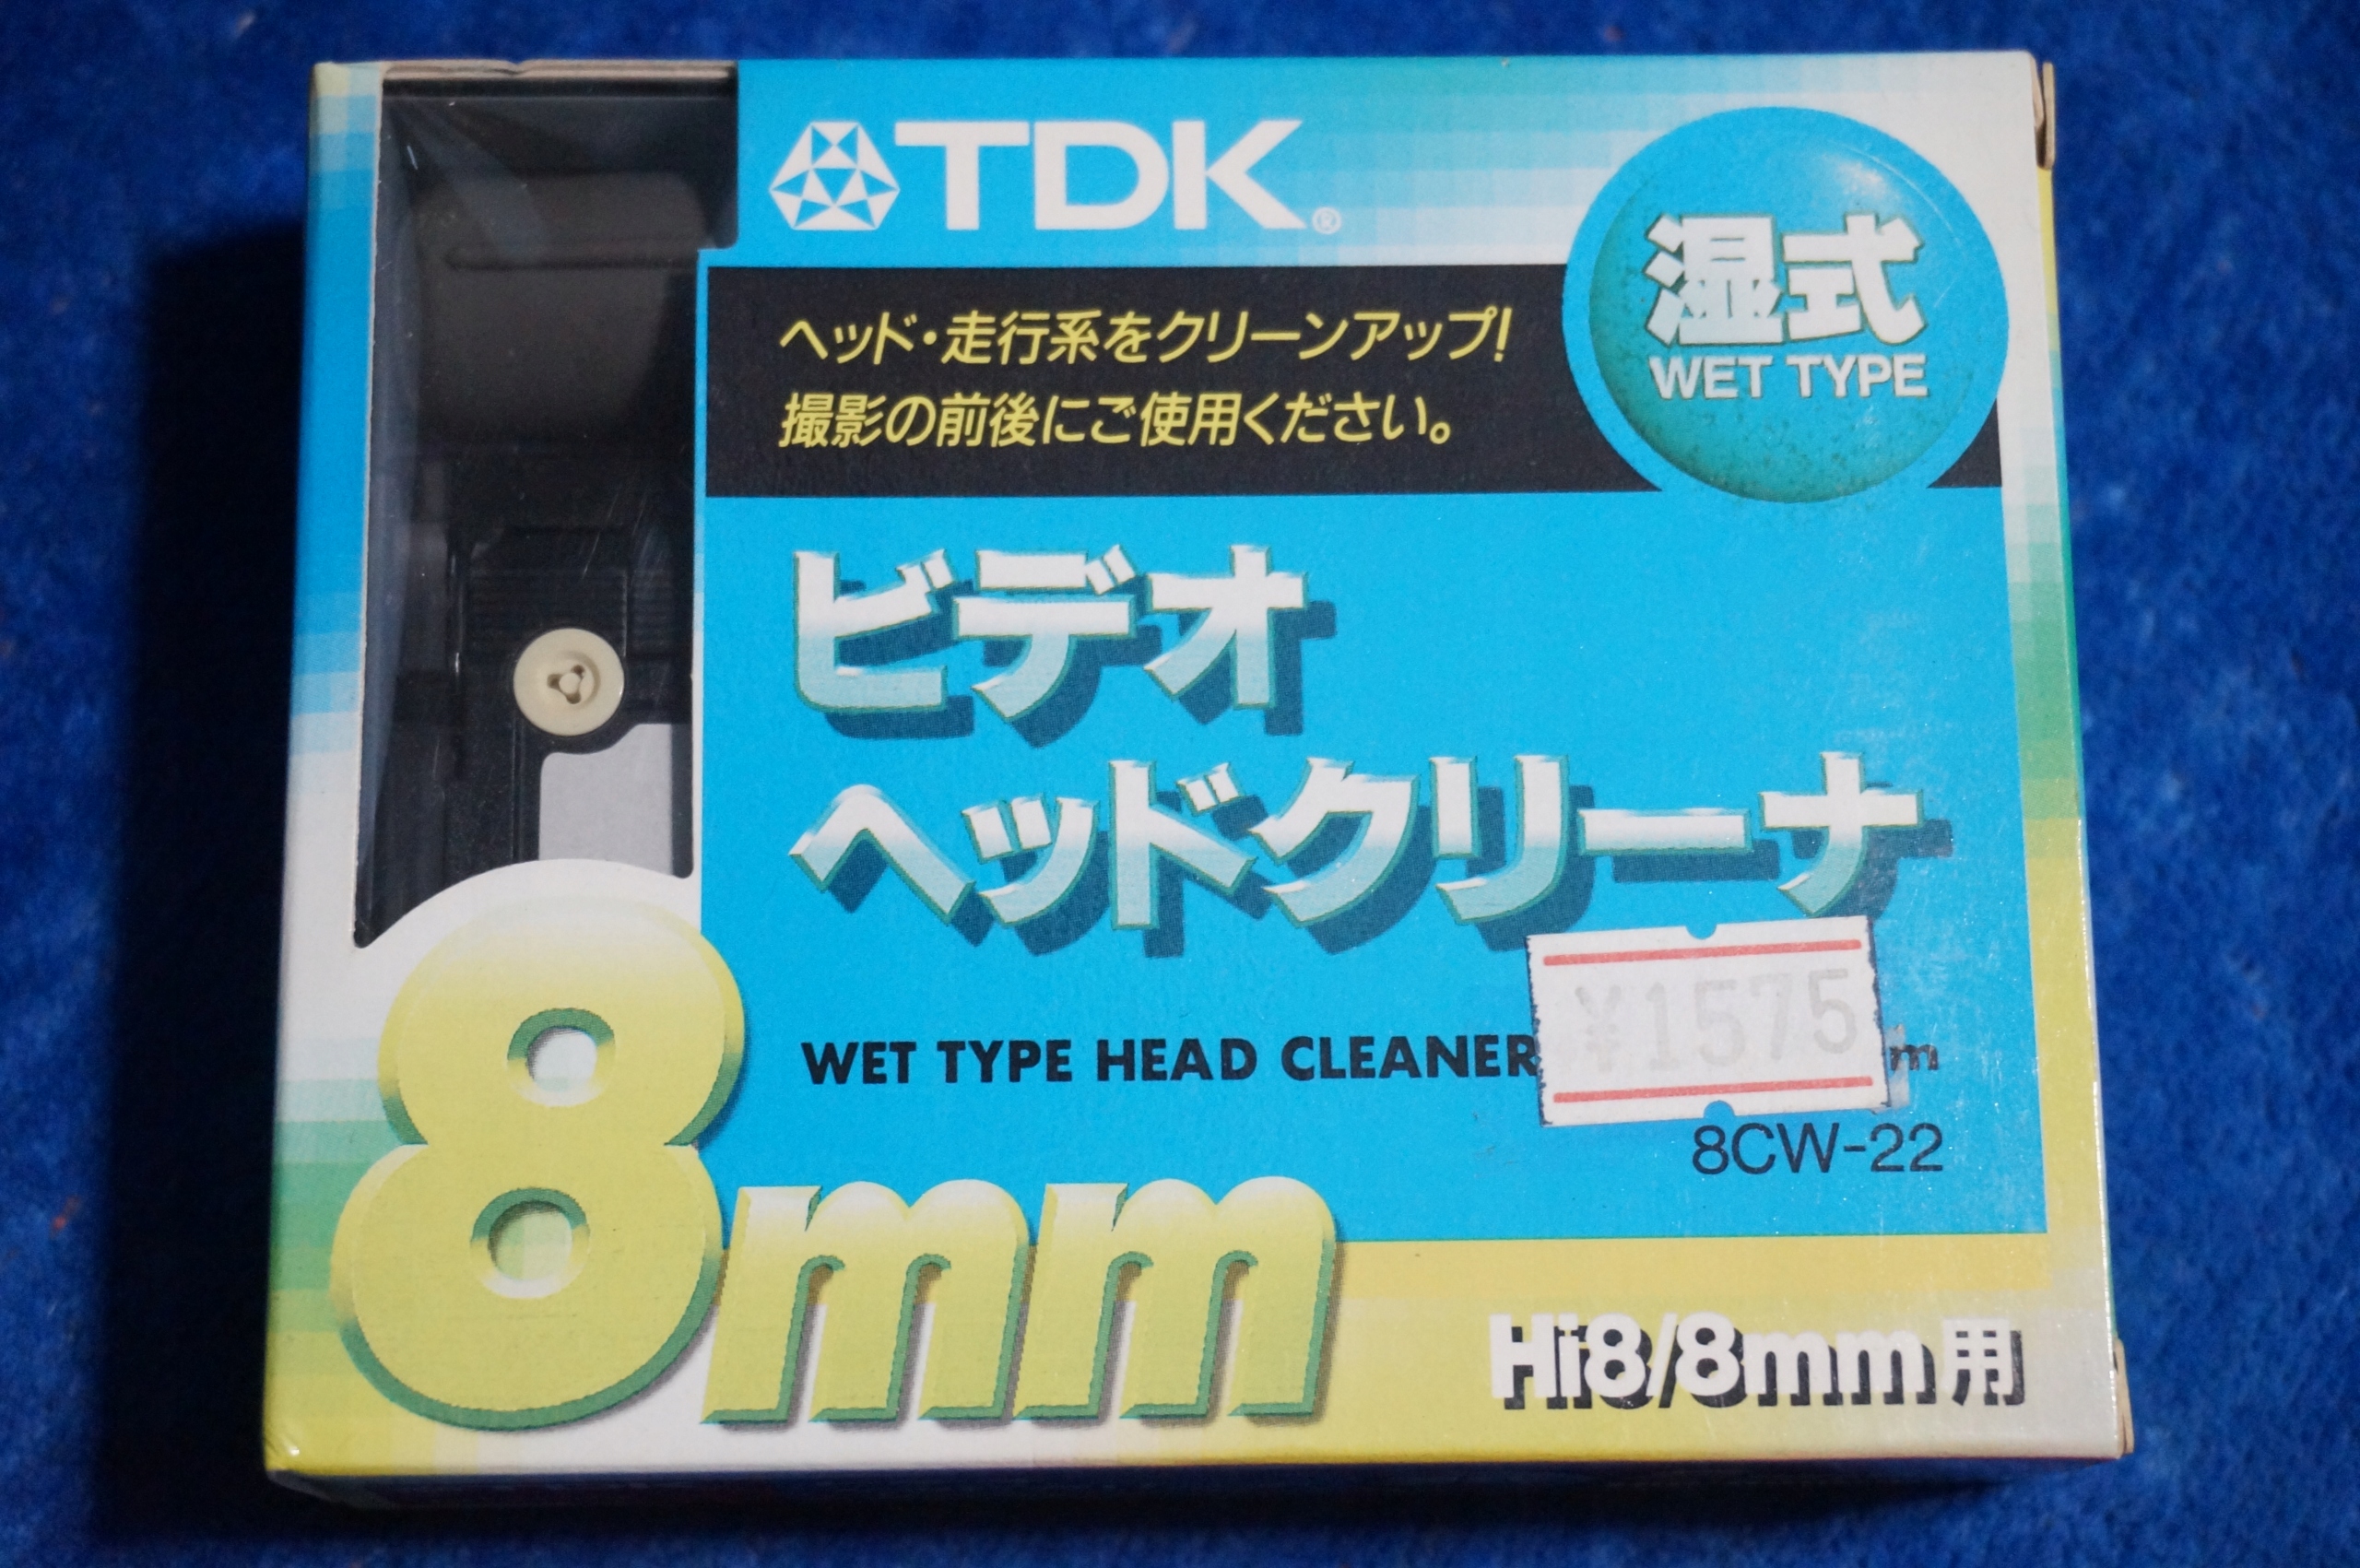 TDK®
湿式
WET TYPE
ヘッド・走行系をクリーンアップ!
撮影の前後にご使用ください。
ビデオ
ヘッドクリーナ
WET TYPE HEAD CLEANER
¥1575
8CW-22
8mm
Hi8/8mm用